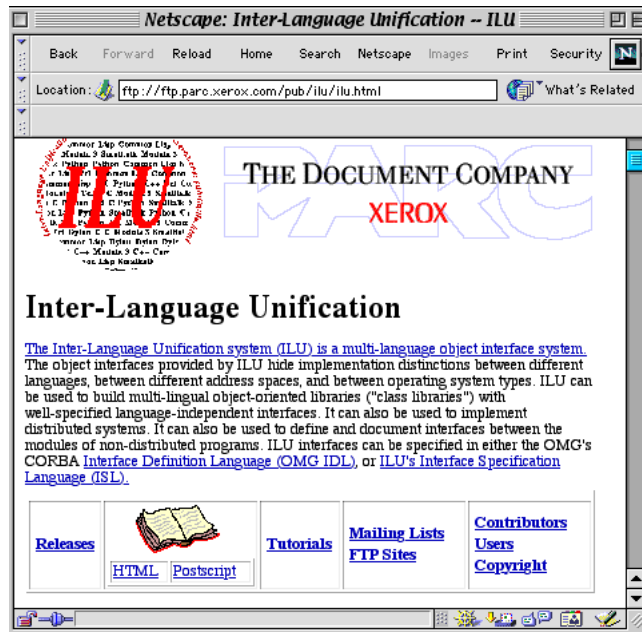 Netscape: Inter-Language Unification -- ILU
Back Forward Reload Home Search Netscape Images Print Security N
Location: ftp://ftp.parc.xerox.com/pub/ilu/ilu.html What's Related
ILU
PARC
THE DOCUMENT COMPANY
XEROX
Inter-Language Unification
The Inter-Language Unification system (ILU) is a multi-language object interface system.
The object interfaces provided by ILU hide implementation distinctions between different
languages, between different address spaces, and between operating system types. ILU can
be used to build multi-lingual object-oriented libraries ("class libraries") with
well-specified language-independent interfaces. It can also be used to implement
distributed systems. It can also be used to define and document interfaces between the
modules of non-distributed programs. ILU interfaces can be specified in either the OMG's
CORBA Interface Definition Language (OMG IDL), or ILU's Interface Specification
Language (ISL).
Releases
HTML Postscript
Tutorials
Mailing Lists
FTP Sites
Contributors
Users
Copyright